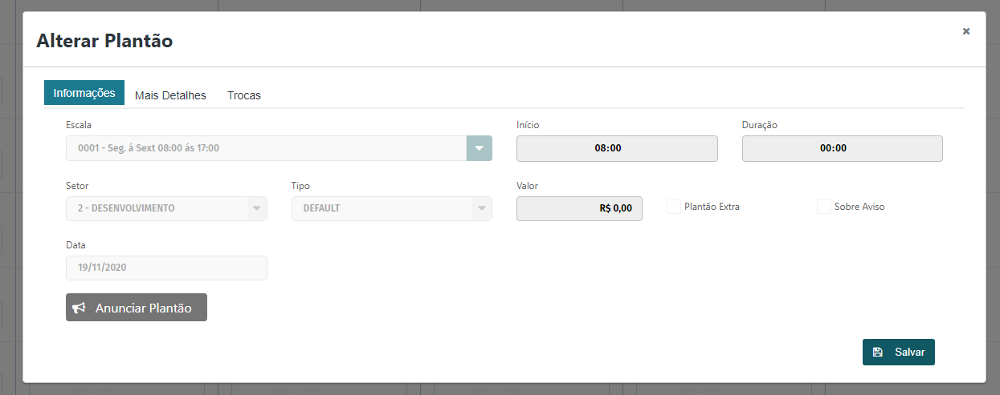 Alterar Plantão
×
Informações Mais Detalhes Trocas
Escala Início Duração
0001 - Seg. á Sext 08:00 ás 17:00 08:00 00:00
Setor Tipo Valor
2 - DESENVOLVIMENTO DEFAULT R$ 0,00 Plantão Extra Sobre Aviso
Data
19/11/2020
Anunciar Plantão
Salvar